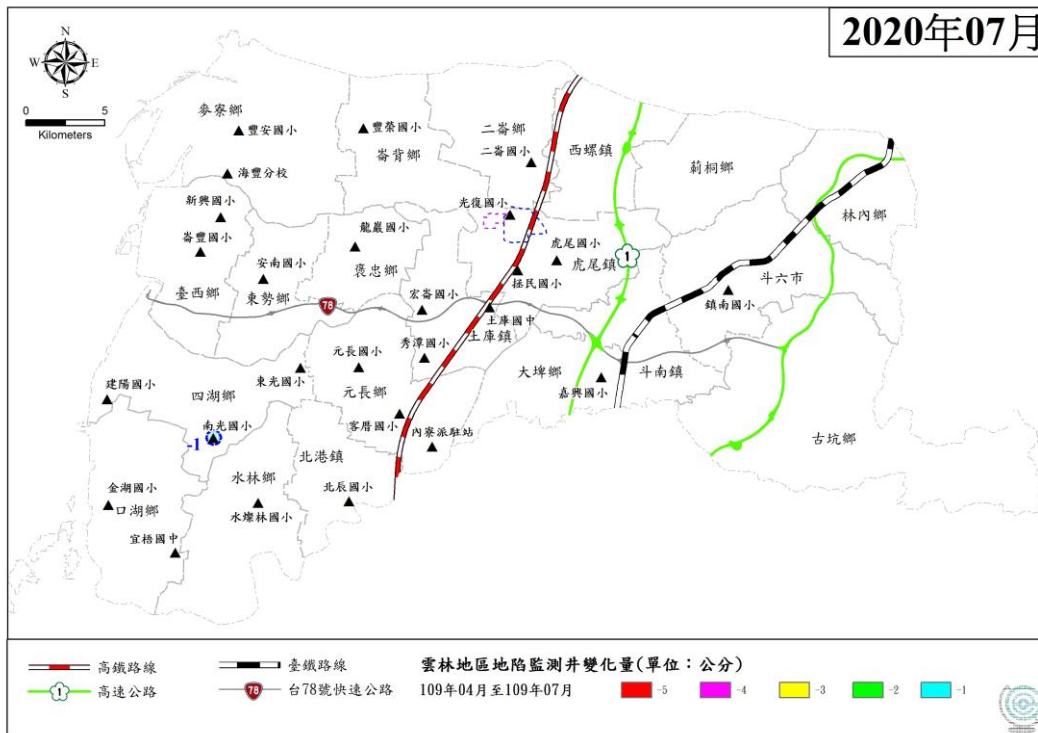 2020年07月
N
W
E
S
0
5
Kilometers
麥寮鄉
豐安國小
豐榮國小
崙背鄉
二崙鄉
二崙國小
西螺鎮
莿桐鄉
海豐分校
新興國小
光復國小
林內鄉
崙豐國小
龍巖國小
虎尾國小
虎尾鎮
1
安南國小
褒忠鄉
拯民國小
斗六市
臺西鄉
東勢鄉
78
宏崙國小
鎮南國小
土庫國中
土庫鎮
元長國小
秀潭國小
東光國小
大埤鄉
斗南鎮
建陽國小
四湖鄉
元長鄉
嘉興國小
南光國小
-1
客厝國小
內寮派駐站
古坑鄉
北港鎮
水林鄉
金湖國小
口湖鄉
北辰國小
水燦林國小
宜梧國中
高鐵路線
臺鐵路線
雲林地區地陷監測井變化量(單位：公分)
1
高速公路
78
台78號快速公路
109年04月至109年07月
-5
-4
-3
-2
-1